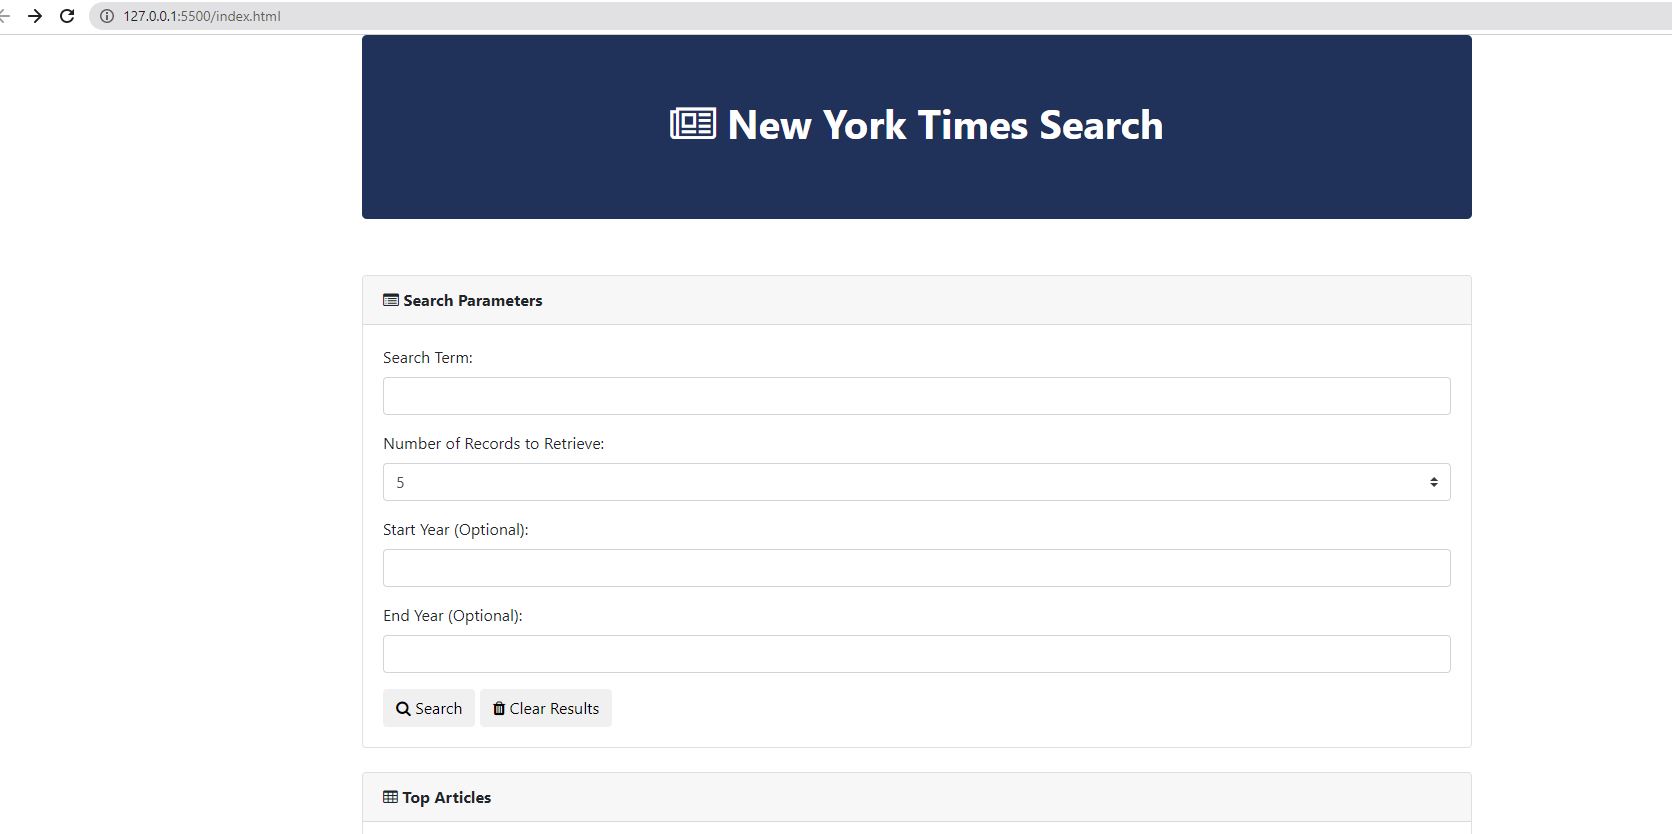 127.0.0.1:5500/index.html
New York Times Search
Search Parameters
Search Term:
Number of Records to Retrieve:
5
Start Year (Optional):
End Year (Optional):
Search Clear Results
Top Articles